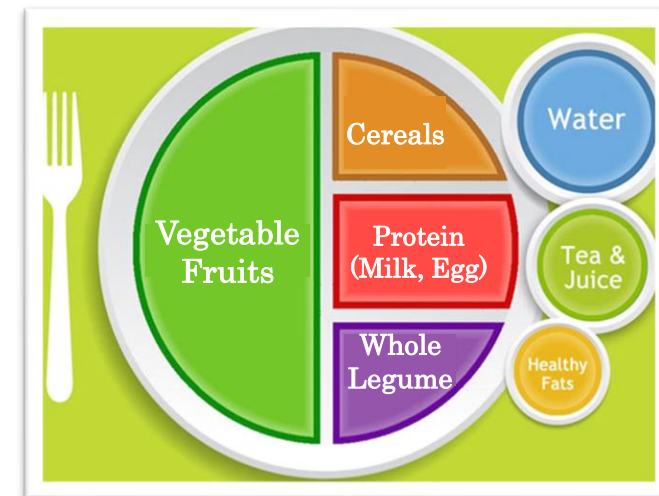 Vegetable
Fruits
Cereals
Protein
(Milk, Egg)
Whole
Legume
Water
Tea &
Juice
Healthy
Fats